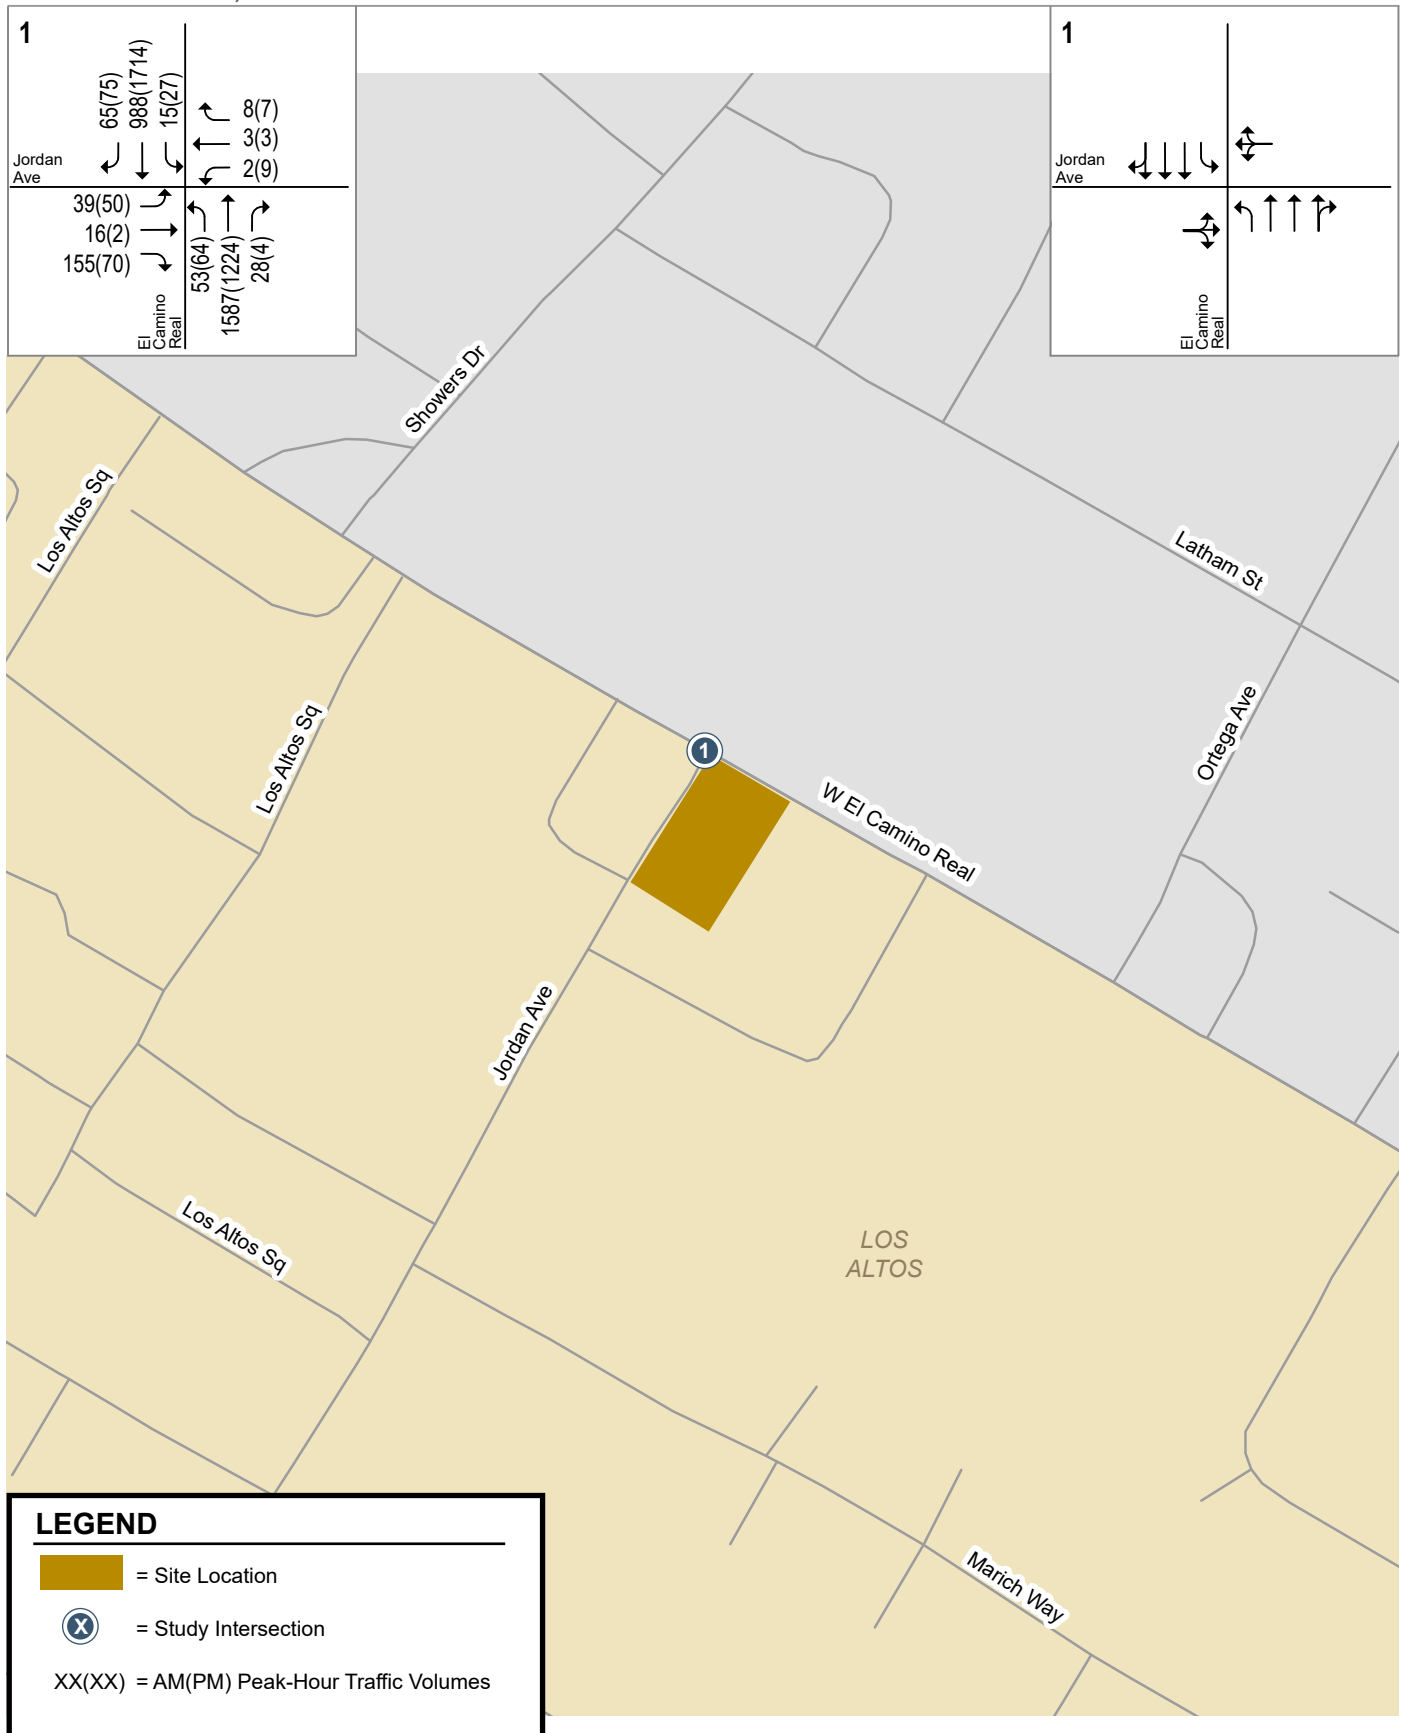 1
65(75)
988(1714)
15(27)
8(7)
3(3)
2(9)
Jordan
Ave
39(50)
16(2)
155(70)
53(64)
1587(1224)
28(4)
El
Camino
Real
1
Jordan
Ave
El
Camino
Real
Showers Dr
Los Altos Sq
Latham St
Los Altos Sq
Ortega Ave
1
W El Camino Real
Jordan Ave
Los Altos Sq
LOS
ALTOS
Marich Way
LEGEND
= Site Location
X = Study Intersection
XX(XX) = AM(PM) Peak-Hour Traffic Volumes